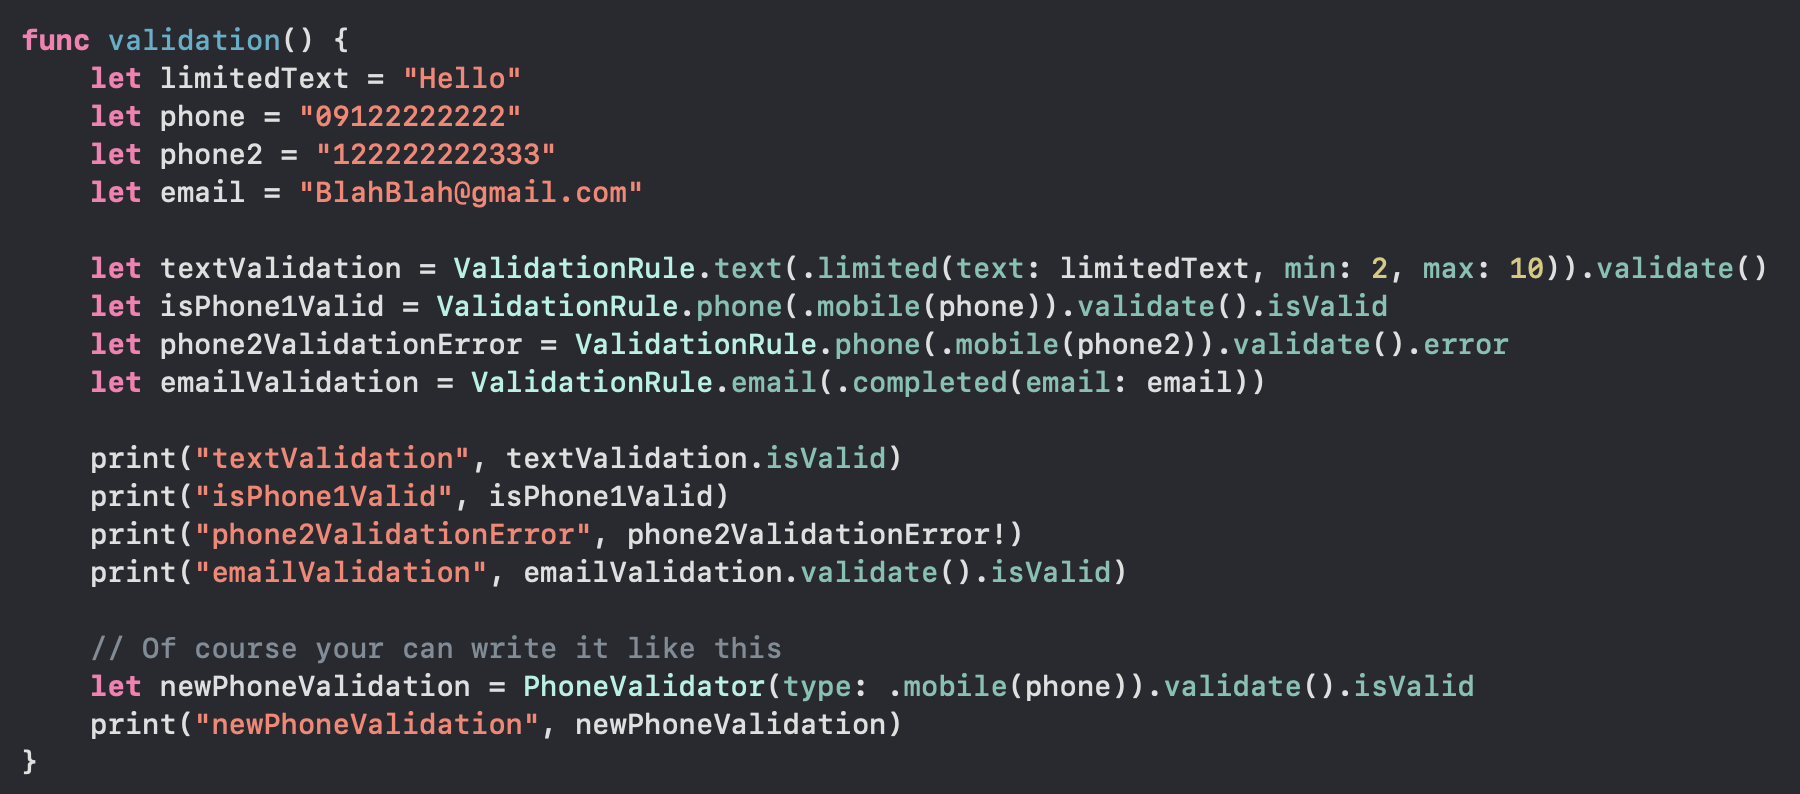 func validation() {
    let limitedText = "Hello"
    let phone = "09122222222"
    let phone2 = "122222222333"
    let email = "BlahBlah@gmail.com"

    let textValidation = ValidationRule.text(.limited(text: limitedText, min: 2, max: 10)).validate()
    let isPhone1Valid = ValidationRule.phone(.mobile(phone)).validate().isValid
    let phone2ValidationError = ValidationRule.phone(.mobile(phone2)).validate().error
    let emailValidation = ValidationRule.email(.completed(email: email))

    print("textValidation", textValidation.isValid)
    print("isPhone1Valid", isPhone1Valid)
    print("phone2ValidationError", phone2ValidationError!)
    print("emailValidation", emailValidation.validate().isValid)

    // Of course your can write it like this
    let newPhoneValidation = PhoneValidator(type: .mobile(phone)).validate().isValid
    print("newPhoneValidation", newPhoneValidation)
}